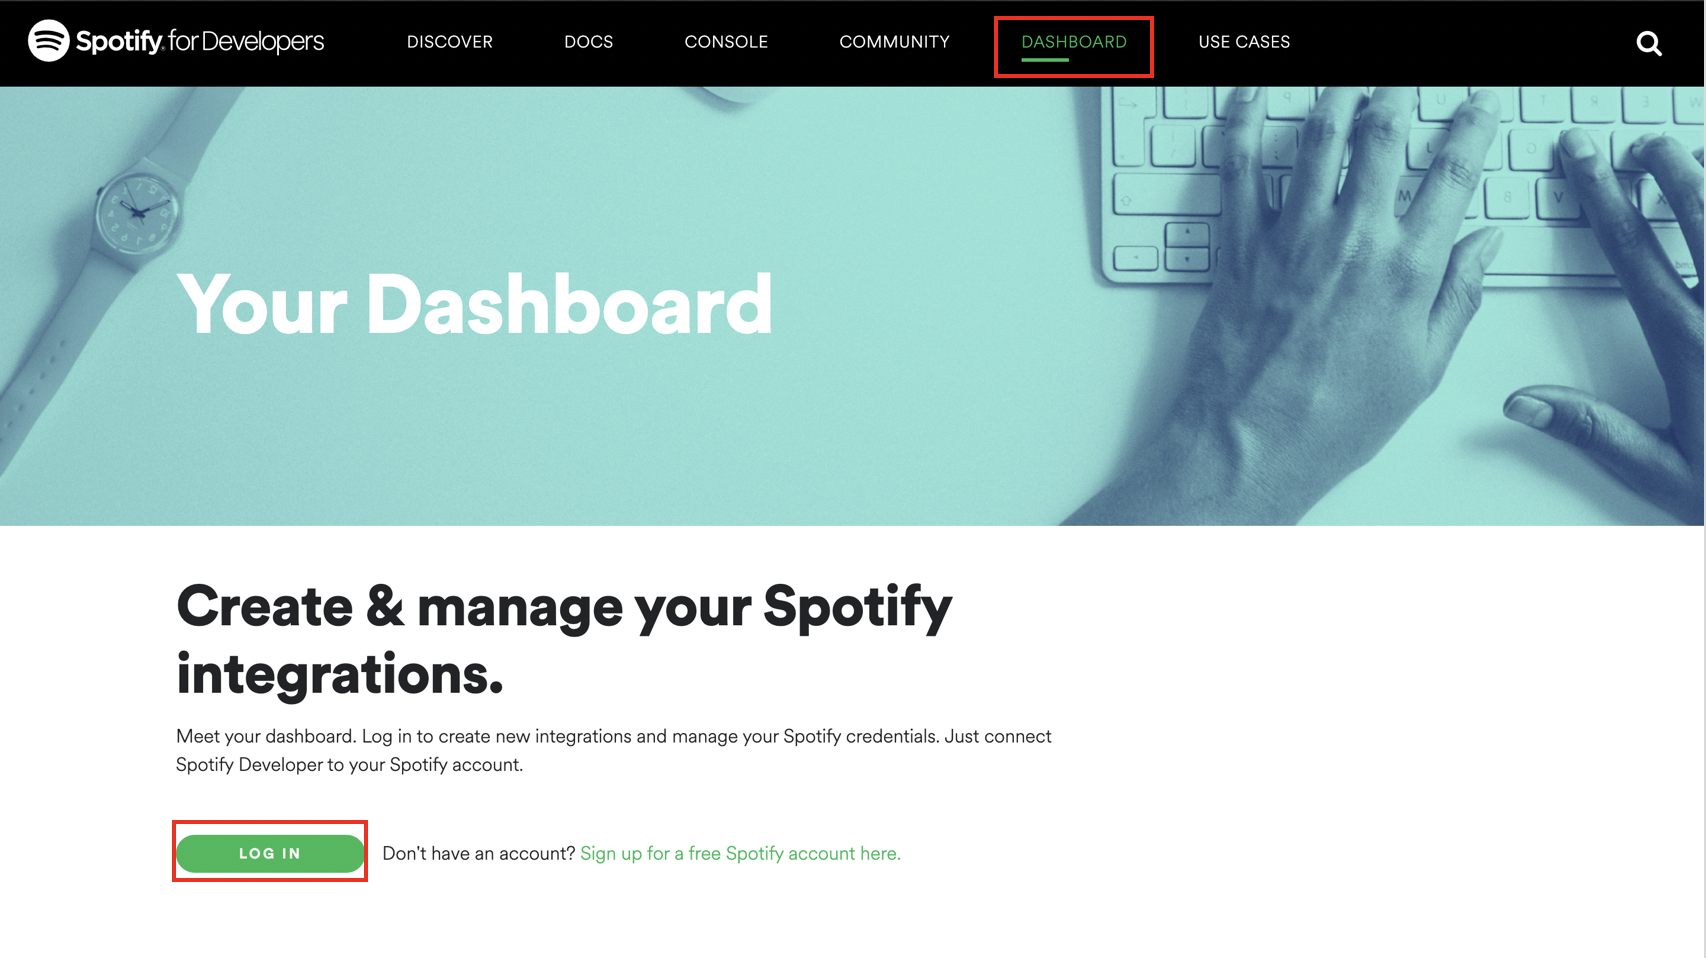 Spotify for Developers
DISCOVER
DOCS
CONSOLE
COMMUNITY
DASHBOARD
USE CASES
Your Dashboard
Create & manage your Spotify
integrations.
Meet your dashboard. Log in to create new integrations and manage your Spotify credentials. Just connect
Spotify Developer to your Spotify account.
LOG IN
Don't have an account? Sign up for a free Spotify account here.